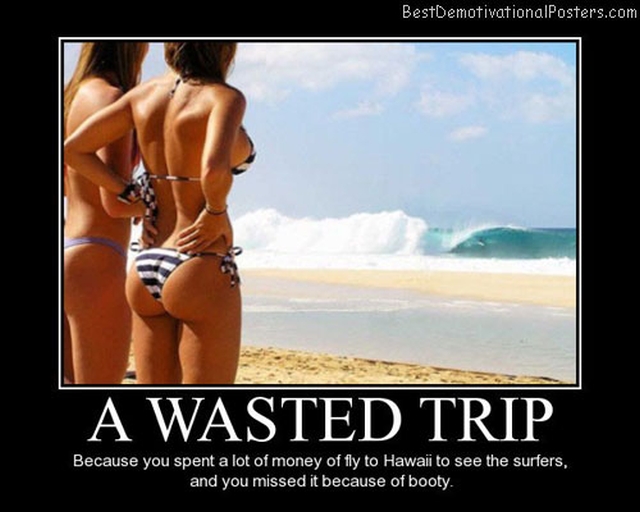 BestDemotivationalPosters.com
A WASTED TRIP
Because you spent a lot of money of fly to Hawaii to see the surfers,
and you missed it because of booty.